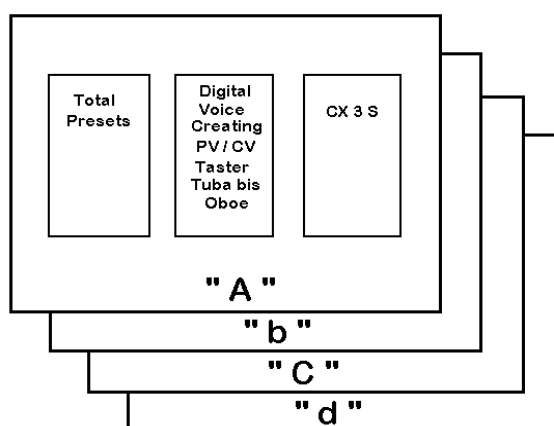 Total
Presets
Digital
Voice
Creating
PV / CV
Taster
Tuba bis
Oboe
CX 3 S
" A "
" b "
" C "
" d "